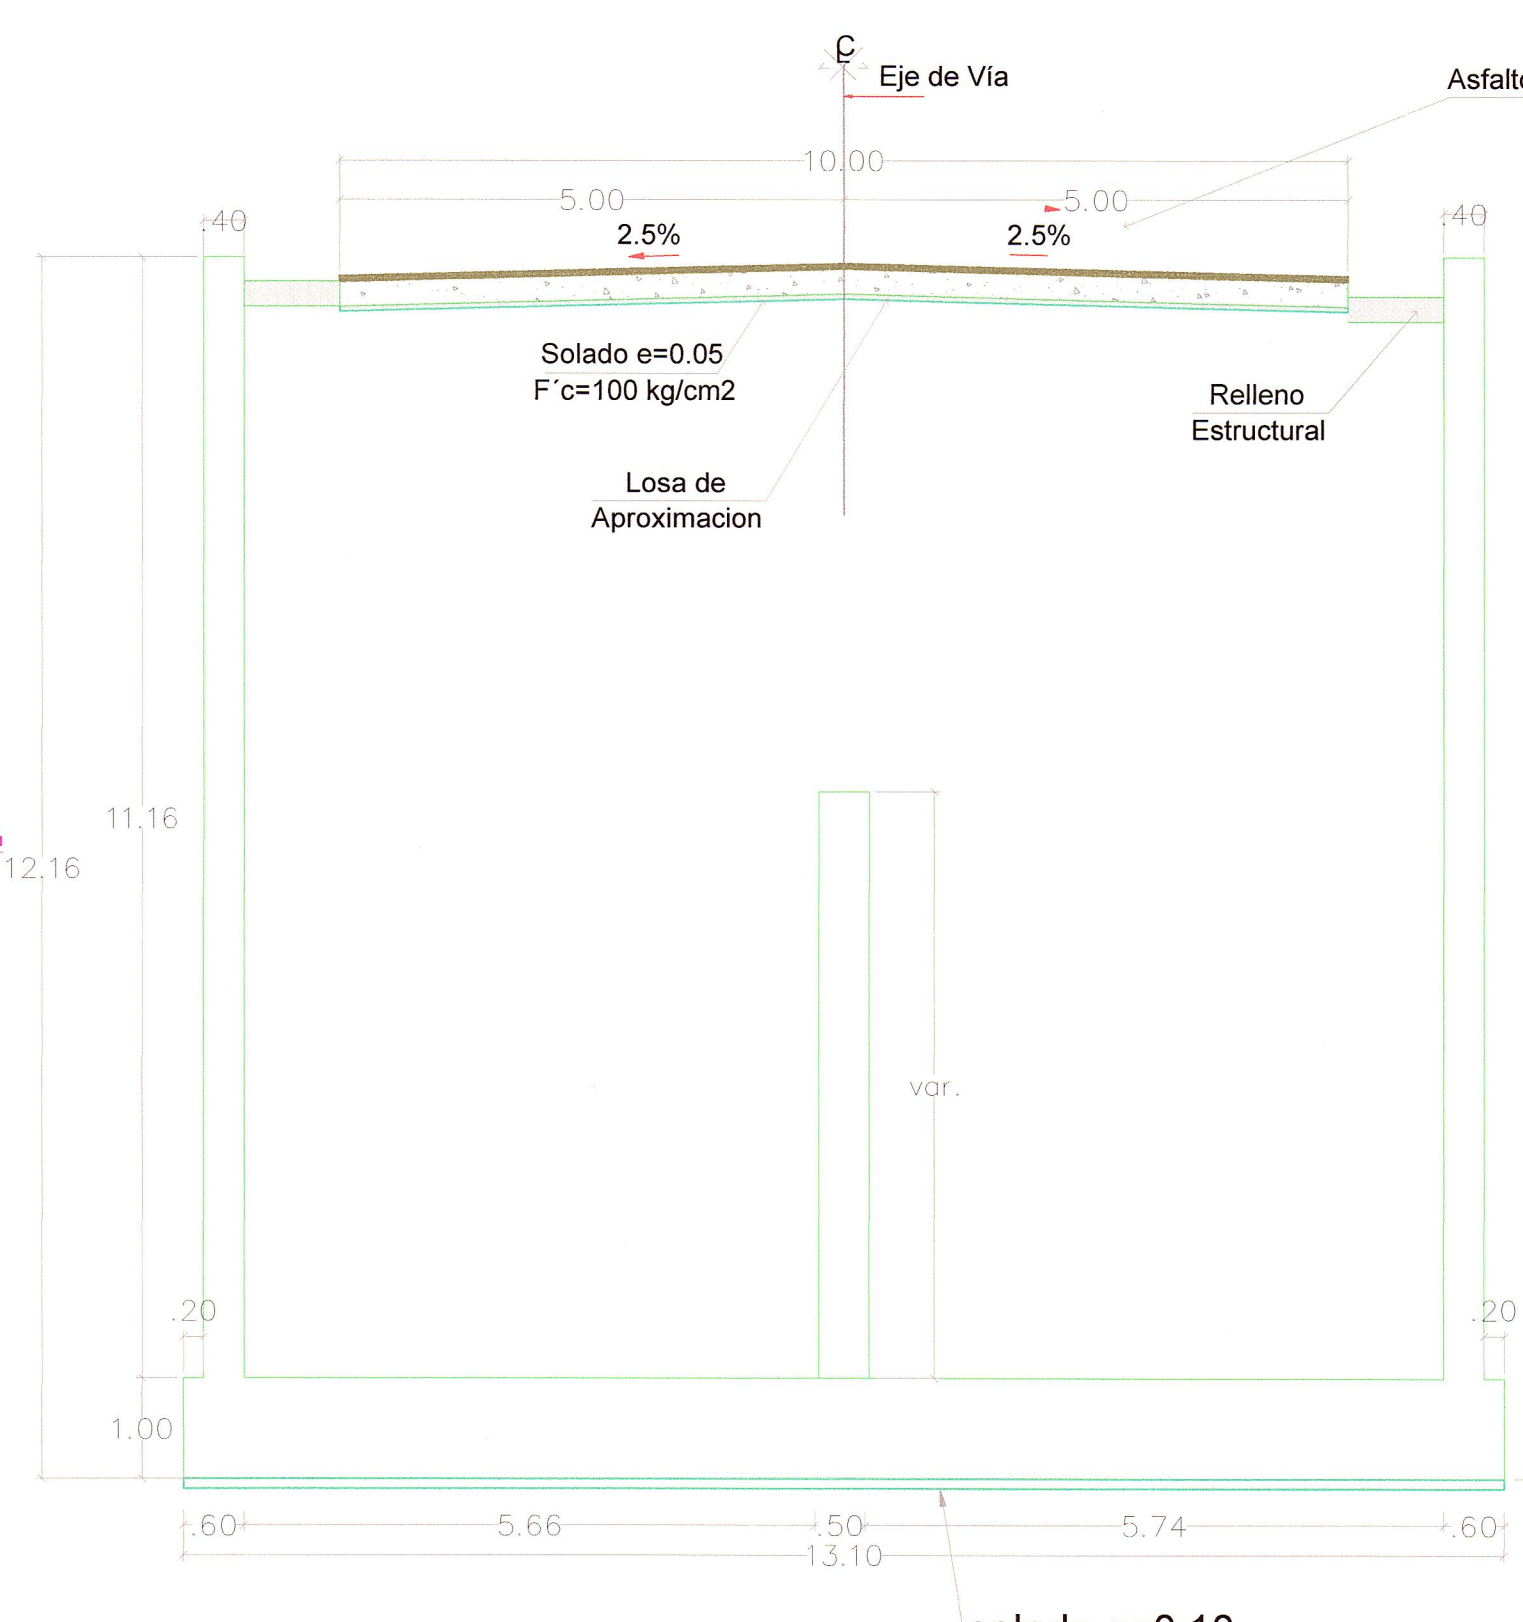 ℄
Eje de Vía
Asfalto
10.00
5.00
5.00
.40
.40
2.5%
2.5%
Solado e=0.05
F´c=100 kg/cm2
Relleno
Estructural
Losa de
Aproximacion
11.16
12.16
var.
.20
.20
1.00
.60
5.66
.50
5.74
.60
13.10